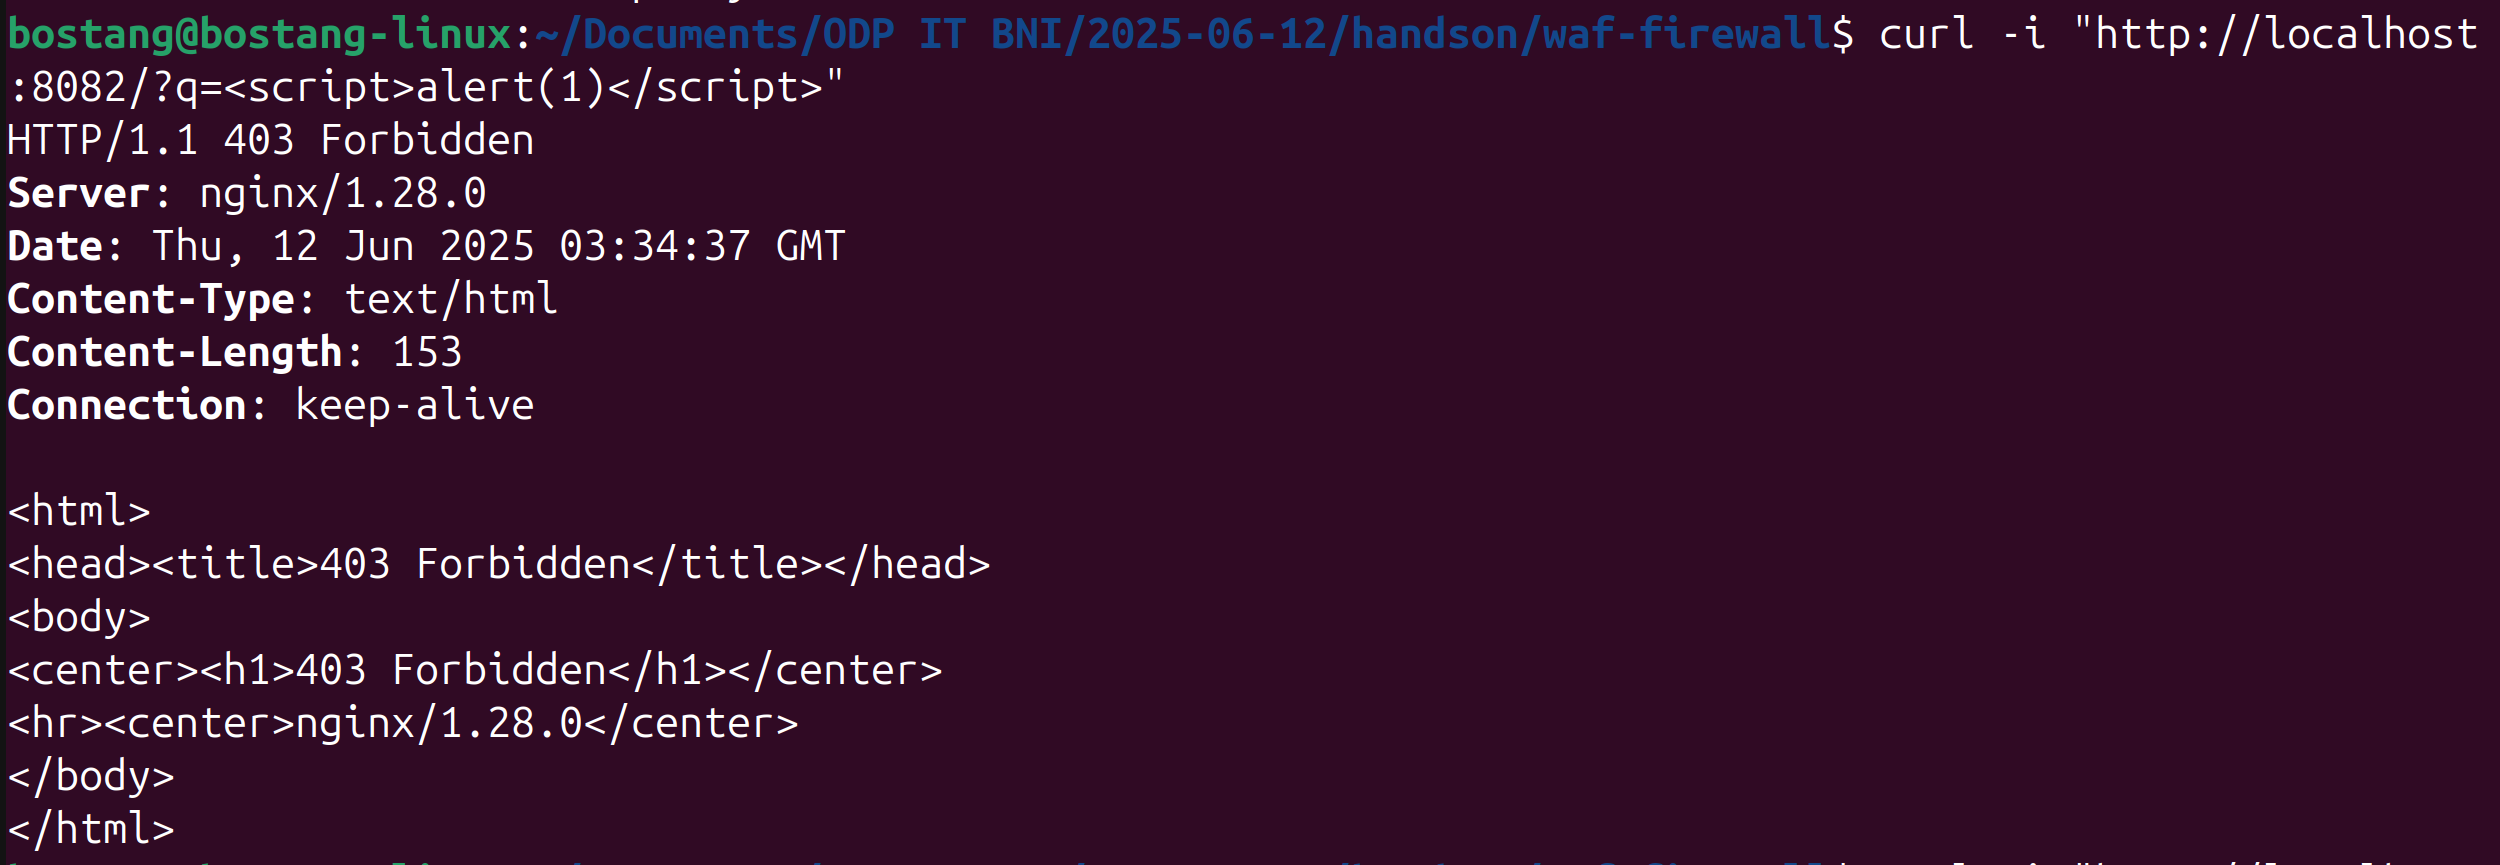 bostang@bostang-linux:~/Documents/ODP IT BNI/2025-06-12/handson/waf-firewall$ curl -i "http://localhost
:8082/?q=<script>alert(1)</script>"
HTTP/1.1 403 Forbidden
Server: nginx/1.28.0
Date: Thu, 12 Jun 2025 03:34:37 GMT
Content-Type: text/html
Content-Length: 153
Connection: keep-alive

<html>
<head><title>403 Forbidden</title></head>
<body>
<center><h1>403 Forbidden</h1></center>
<hr><center>nginx/1.28.0</center>
</body>
</html>